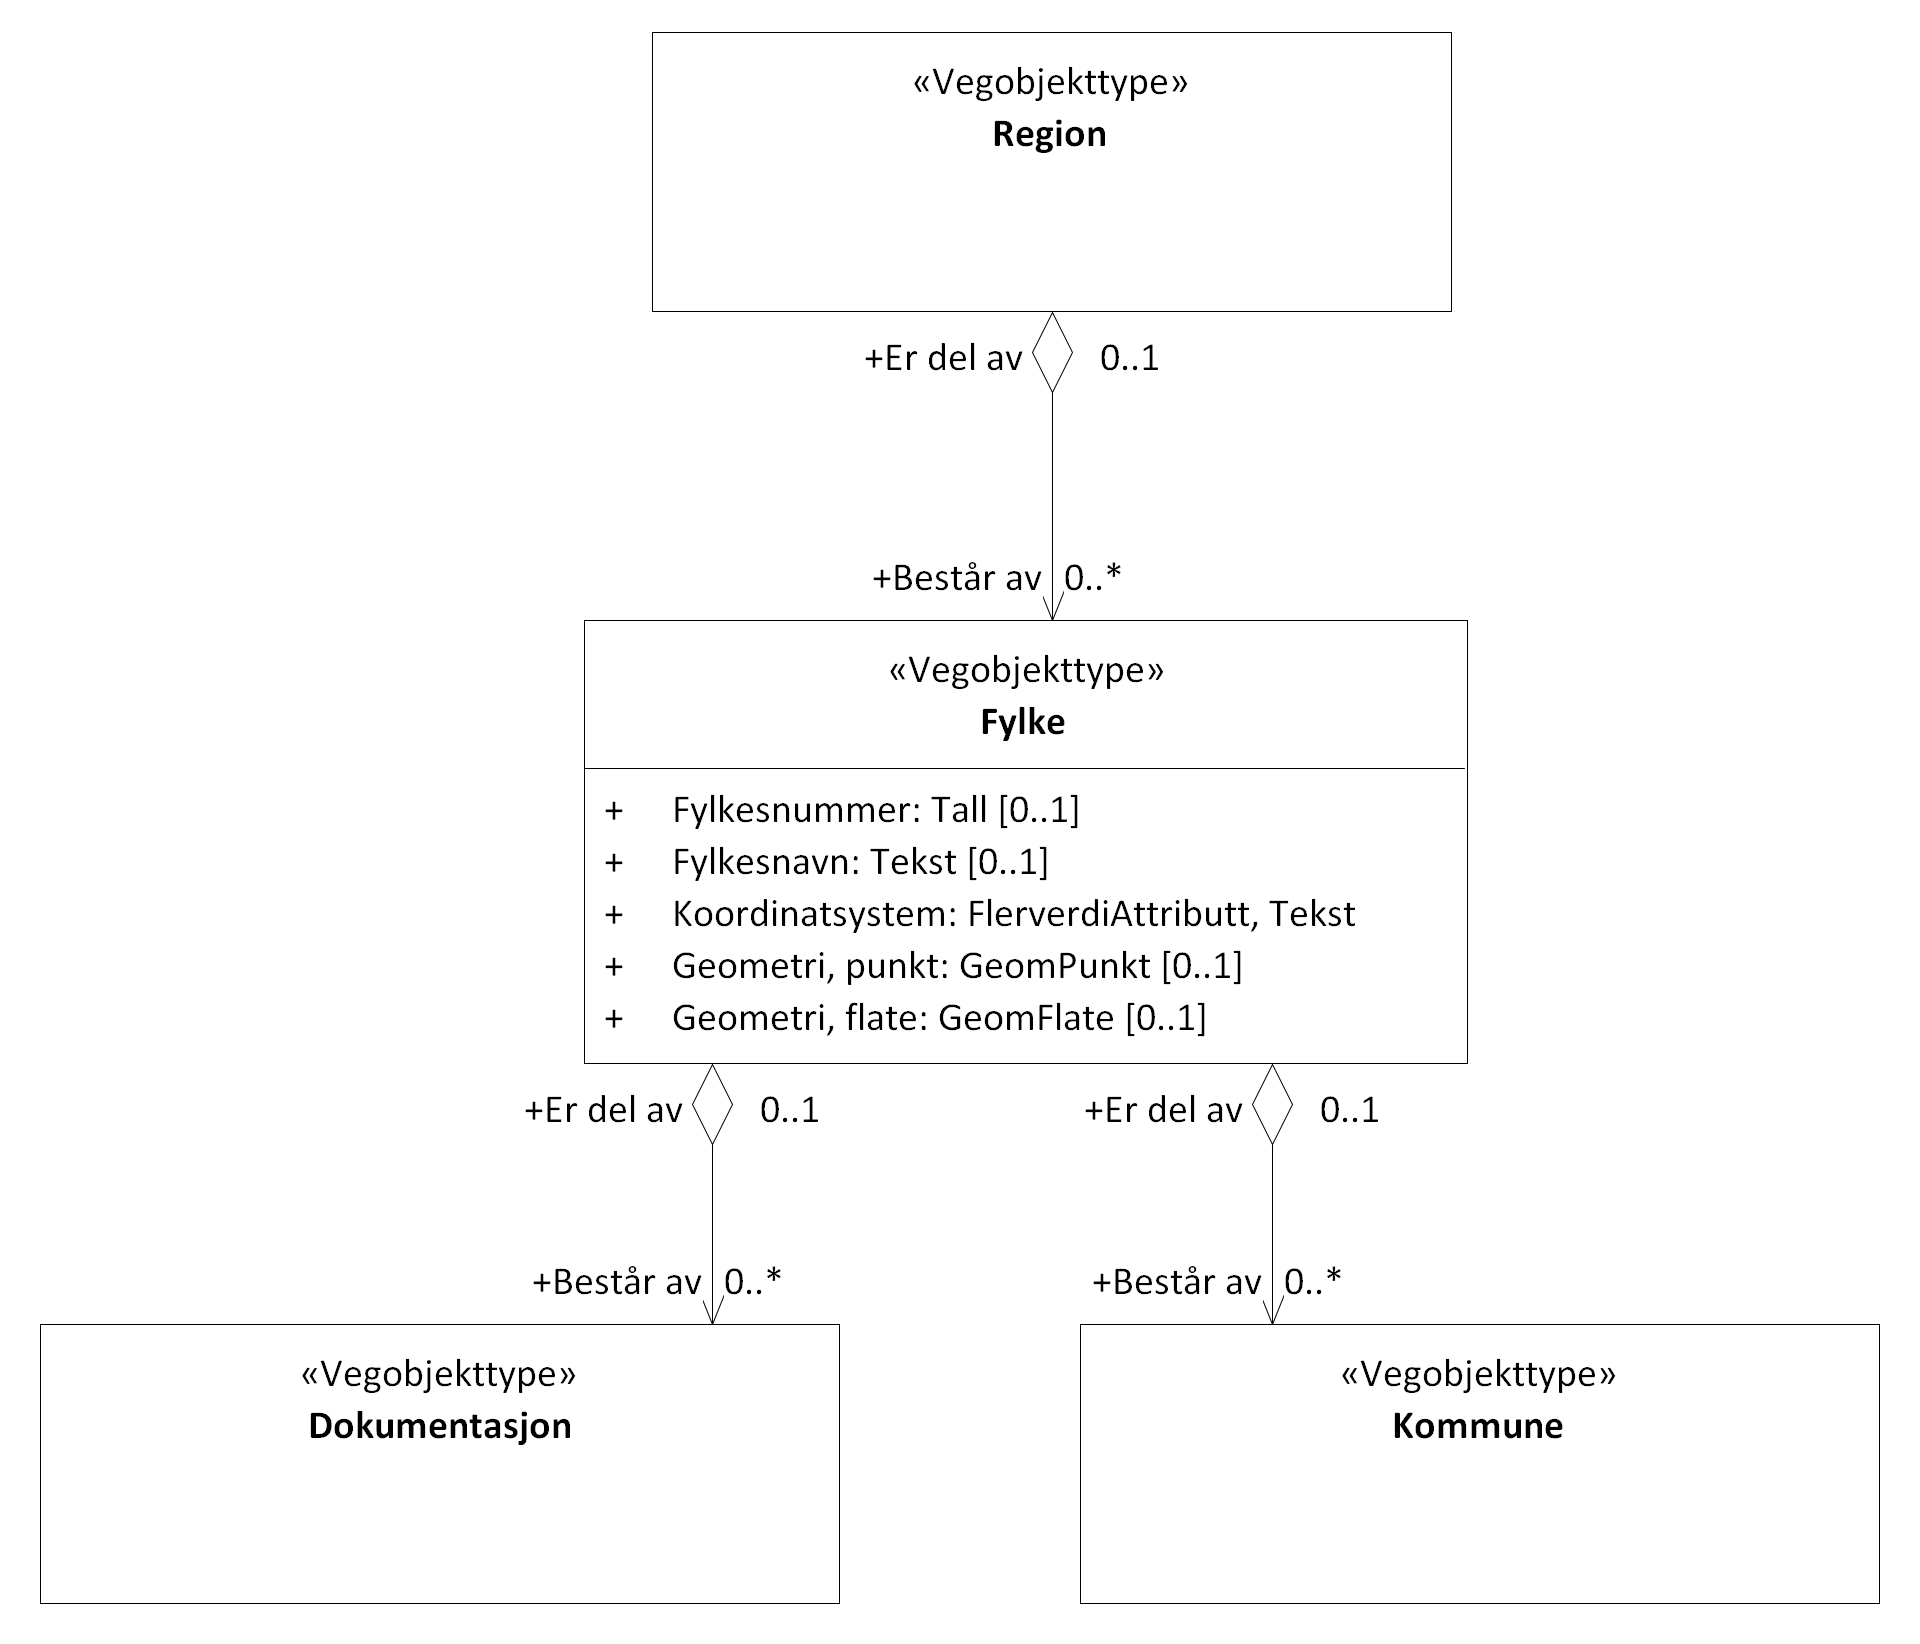 «Vegobjekttype»
Region
+Er del av 0..1
+Består av 0..*
«Vegobjekttype»
Fylke
+ Fylkesnummer: Tall [0..1]
+ Fylkesnavn: Tekst [0..1]
+ Koordinatsystem: FlerverdiAttributt, Tekst
+ Geometri, punkt: GeomPunkt [0..1]
+ Geometri, flate: GeomFlate [0..1]
+Er del av 0..1
+Er del av 0..1
+Består av 0..*
+Består av 0..*
«Vegobjekttype»
Dokumentasjon
«Vegobjekttype»
Kommune